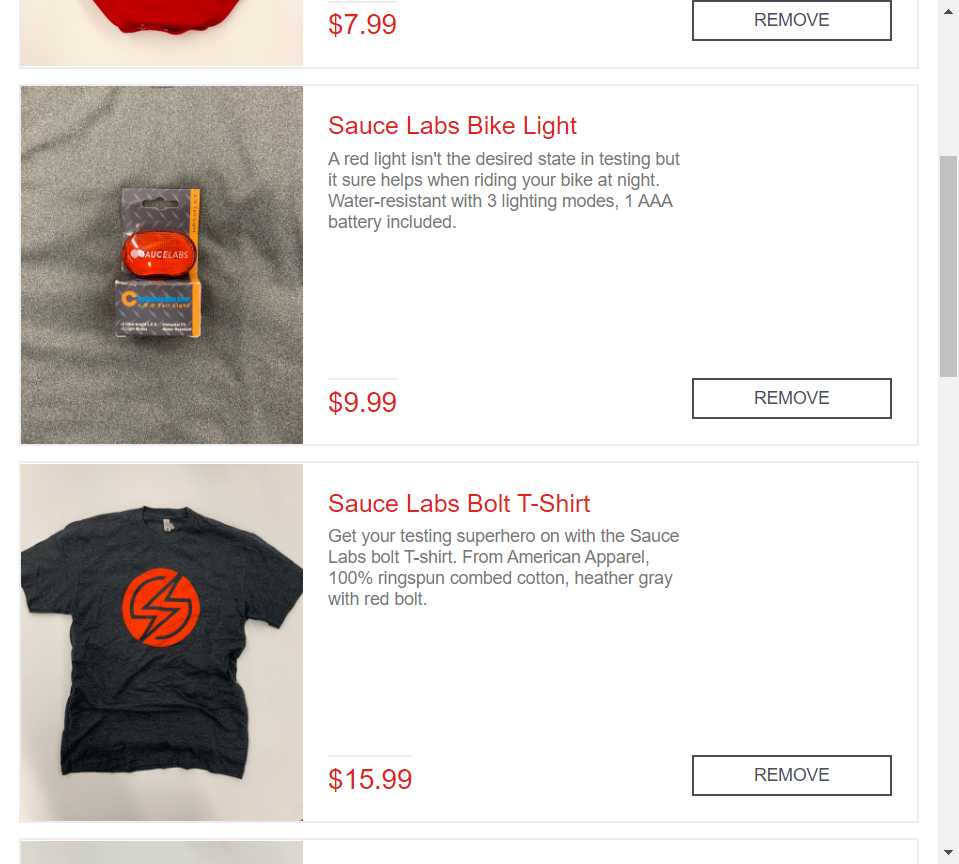 $7.99
REMOVE
Sauce Labs Bike Light
A red light isn't the desired state in testing but
it sure helps when riding your bike at night.
Water-resistant with 3 lighting modes, 1 AAA
battery included.
SAUCELABS
$9.99
REMOVE
Sauce Labs Bolt T-Shirt
Get your testing superhero on with the Sauce
Labs bolt T-shirt. From American Apparel,
100% ringspun combed cotton, heather gray
with red bolt.
$15.99
REMOVE